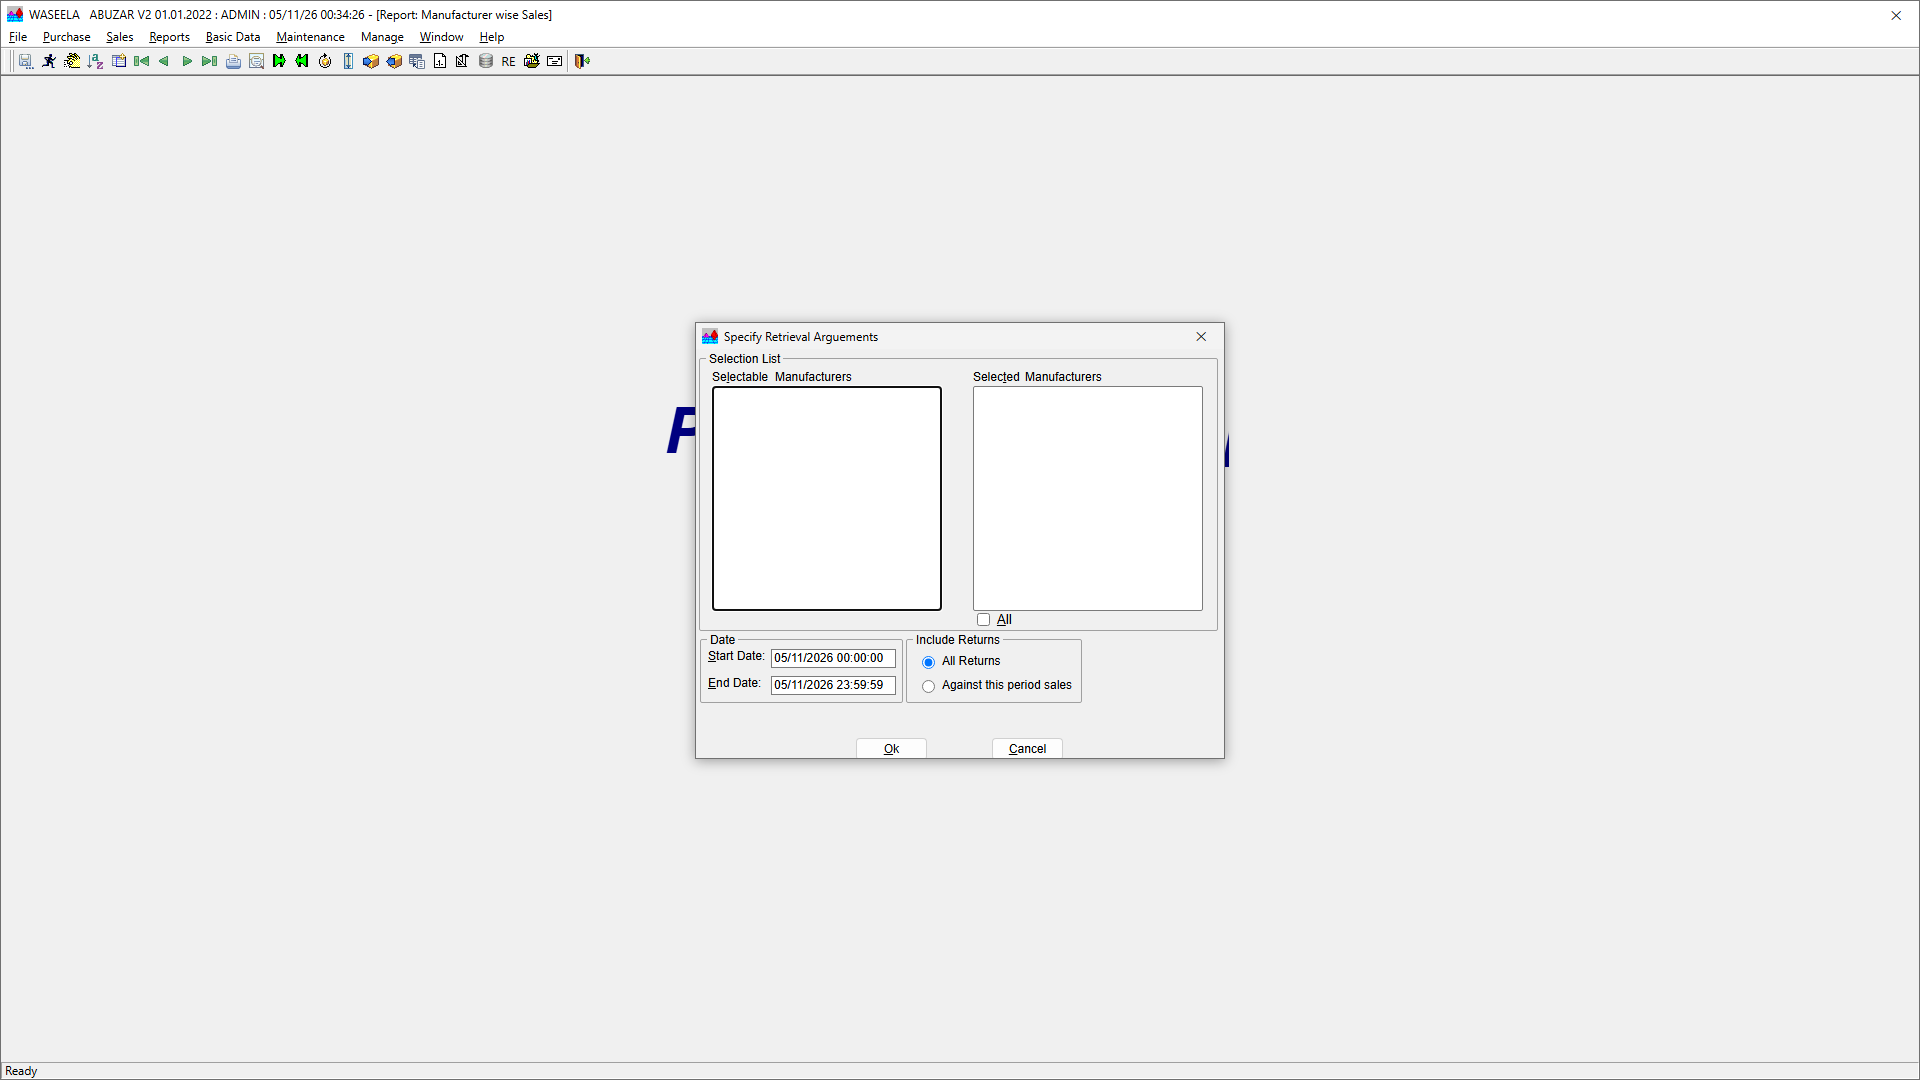 WASEELA ABUZAR V2 01.01.2022 : ADMIN : 05/11/26 00:34:26 - [Report: Manufacturer wise Sales]
File Purchase Sales Reports Basic Data Maintenance Manage Window Help
RE
Specify Retrieval Arguements
Selection List
Selectable Manufacturers Selected Manufacturers
All
Date Include Returns
Start Date: 05/11/2026 00:00:00 All Returns
End Date: 05/11/2026 23:59:59 Against this period sales
Ok Cancel
Ready